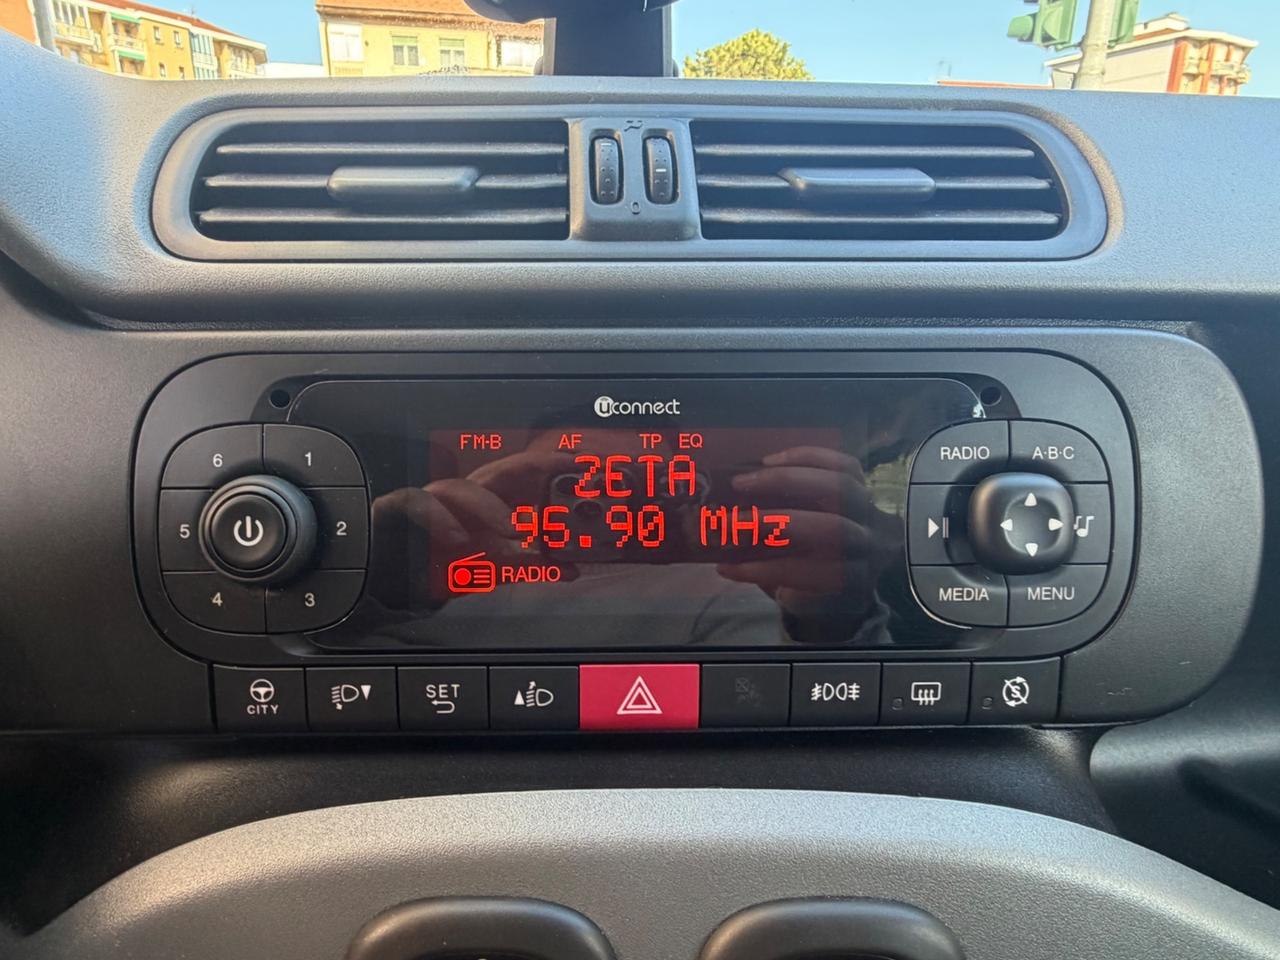 0
uconnect
FM-B AF TP EQ
ZETA
95.90 MHz
RADIO
6 1
5 2
4 3
RADIO A·B·C
MEDIA MENU
CITY
SET